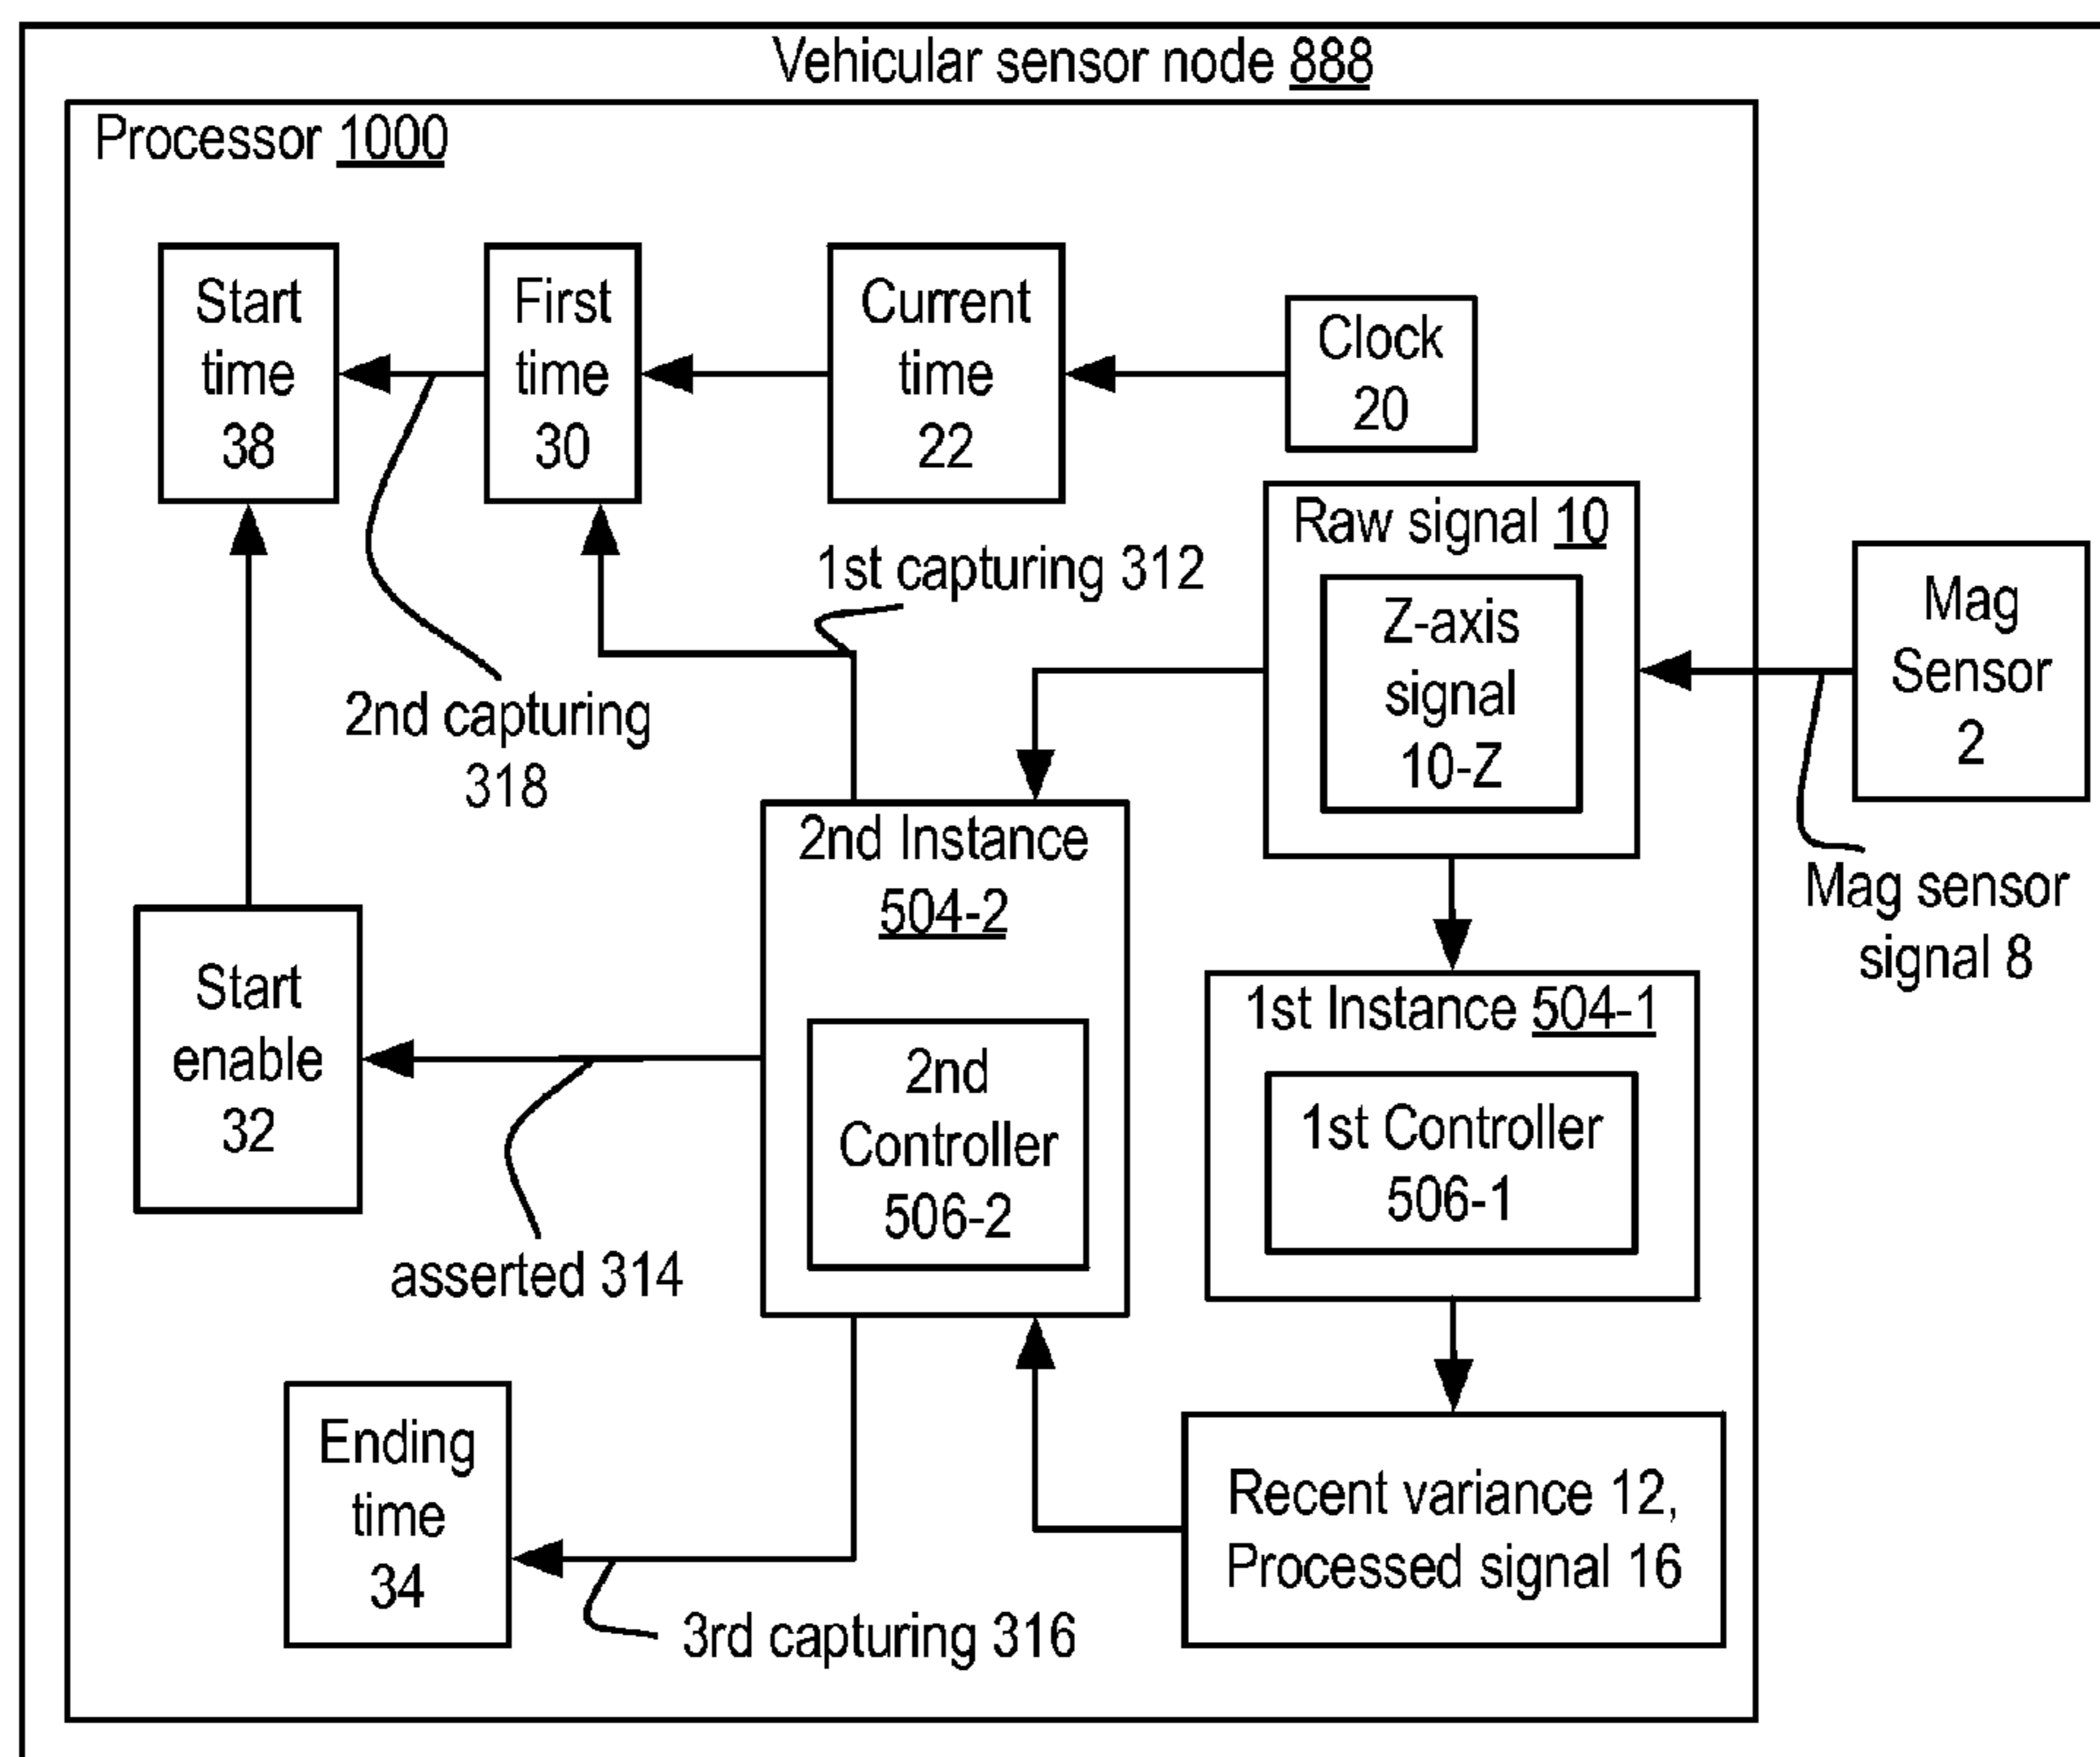 Vehicular sensor node 888
Processor 1000
Start
time
38
First
time
30
Current
time
22
Clock
20
Raw signal 10
Z-axis
signal
10-Z
Mag
Sensor
2
1st capturing 312
2nd capturing
318
Mag sensor
signal 8
2nd Instance
504-2
2nd
Controller
506-2
1st Instance 504-1
1st Controller
506-1
Start
enable
32
asserted 314
Ending
time
34
3rd capturing 316
Recent variance 12,
Processed signal 16